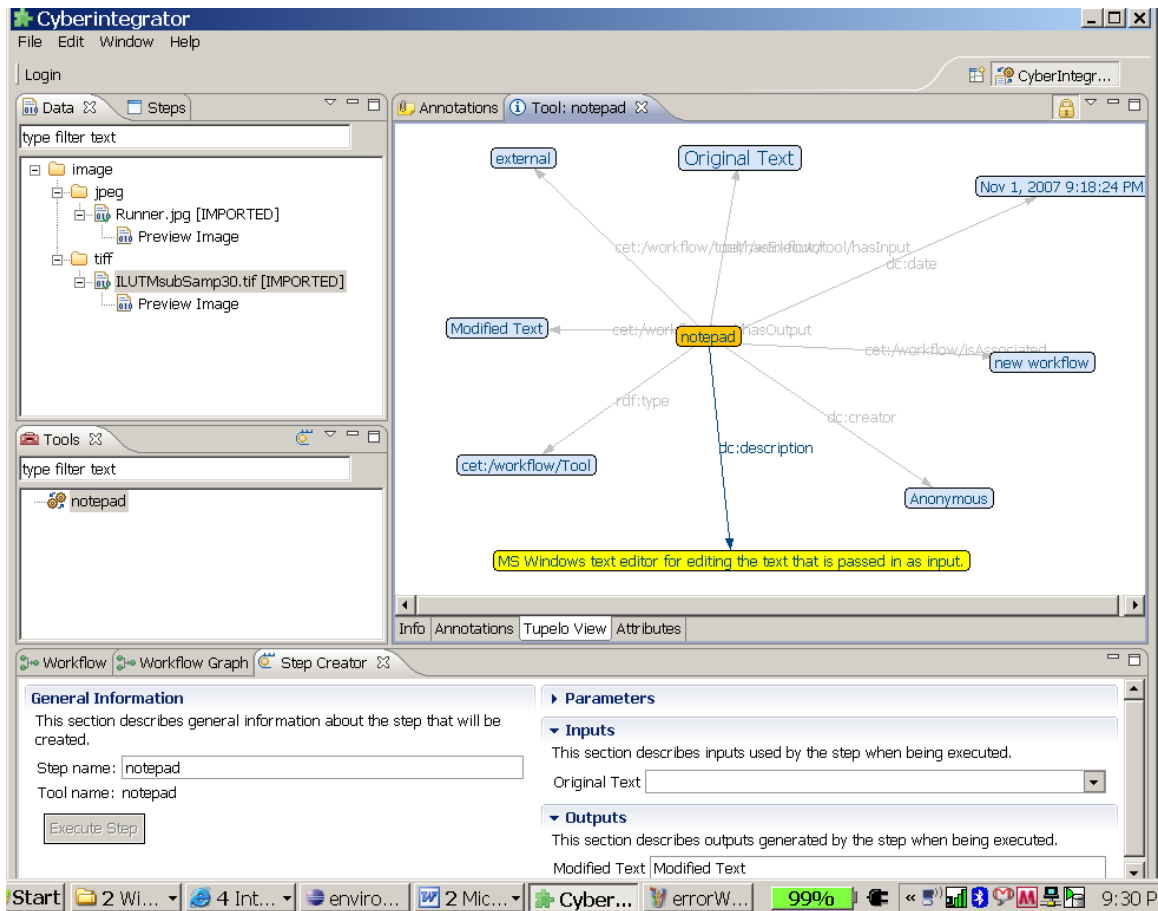 Cyberintegrator
File Edit Window Help
Login
CyberIntegr...
Data Steps
type filter text
image
jpeg
Runner.jpg [IMPORTED]
Preview Image
tiff
ILUTMsubSamp30.tif [IMPORTED]
Preview Image
Tools
type filter text
notepad
Annotations Tool: notepad
external
Original Text
Nov 1, 2007 9:18:24 PM
cet:/workflow/tool/hasInput
dc:date
Modified Text
hasOutput
notepad
cet:/workflow/isAssociated
new workflow
rdf:type
dc:creator
dc:description
cet:/workflow/Tool
Anonymous
MS Windows text editor for editing the text that is passed in as input.
Info Annotations Tupelo View Attributes
Workflow Workflow Graph Step Creator
General Information
This section describes general information about the step that will be
created.
Step name: notepad
Tool name: notepad
Execute Step
Parameters
Inputs
This section describes inputs used by the step when being executed.
Original Text
Outputs
This section describes outputs generated by the step when being executed.
Modified Text Modified Text
Start 2 Wi... 4 Int... enviro... 2 Mic... Cyber... errorW... 99% « 9:30 P